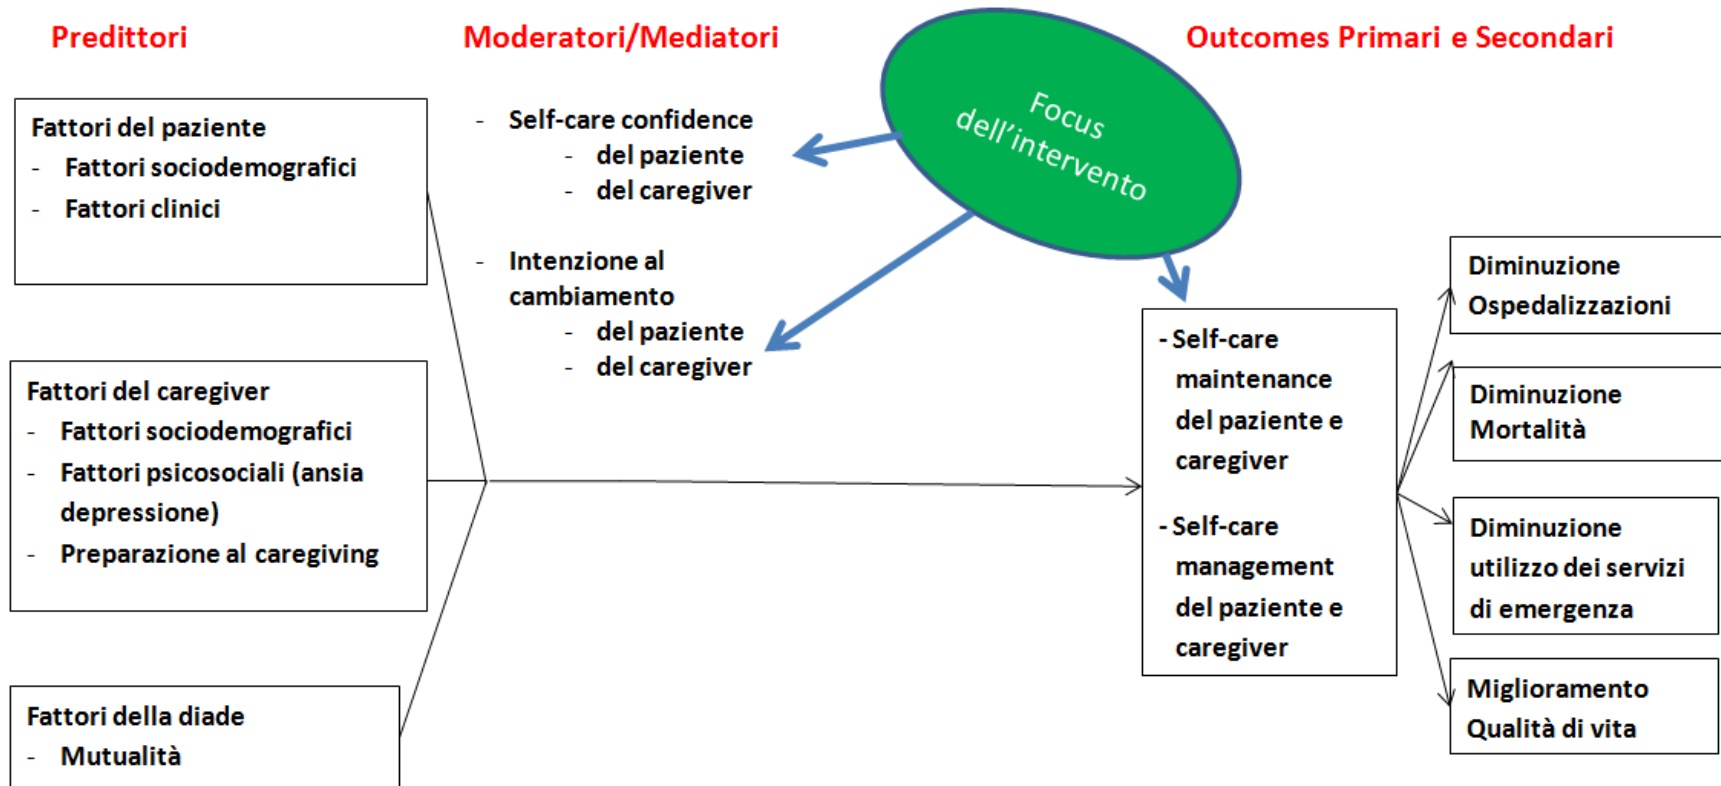 Predittori
Moderatori/Mediatori
Outcomes Primari e Secondari
Fattori del paziente
- Fattori sociodemografici
- Fattori clinici
Fattori del caregiver
- Fattori sociodemografici
- Fattori psicosociali (ansia
depressione)
- Preparazione al caregiving
Fattori della diade
- Mutualità
- Self-care confidence
- del paziente
- del caregiver
- Intenzione al
cambiamento
- del paziente
- del caregiver
Focus
dell'intervento
- Self-care
maintenance
del paziente e
caregiver
- Self-care
management
del paziente e
caregiver
Diminuzione
Ospedalizzazioni
Diminuzione
Mortalità
Diminuzione
utilizzo dei servizi
di emergenza
Miglioramento
Qualità di vita